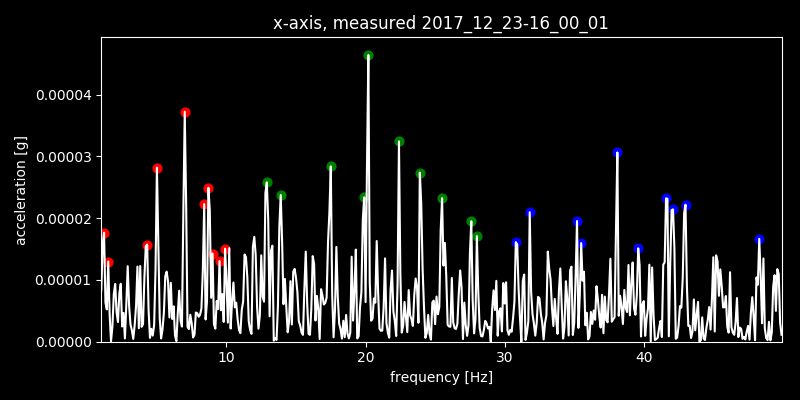 x-axis, measured 2017_12_23-16_00_01
acceleration [g]
0.00004
0.00003
0.00002
0.00001
0.00000
10 20 30 40
frequency [Hz]